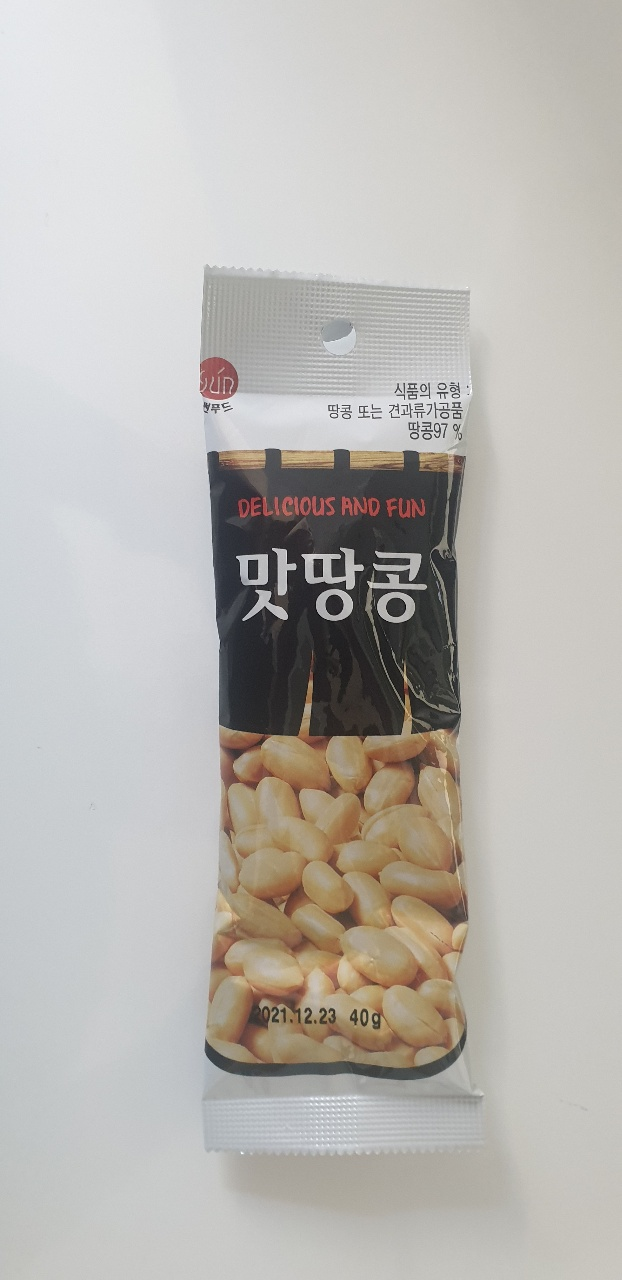 sun
썬푸드
식품의 유형 :
땅콩 또는 견과류가공품
땅콩97 %
DELICIOUS AND FUN
맛땅콩
2021.12.23 40g